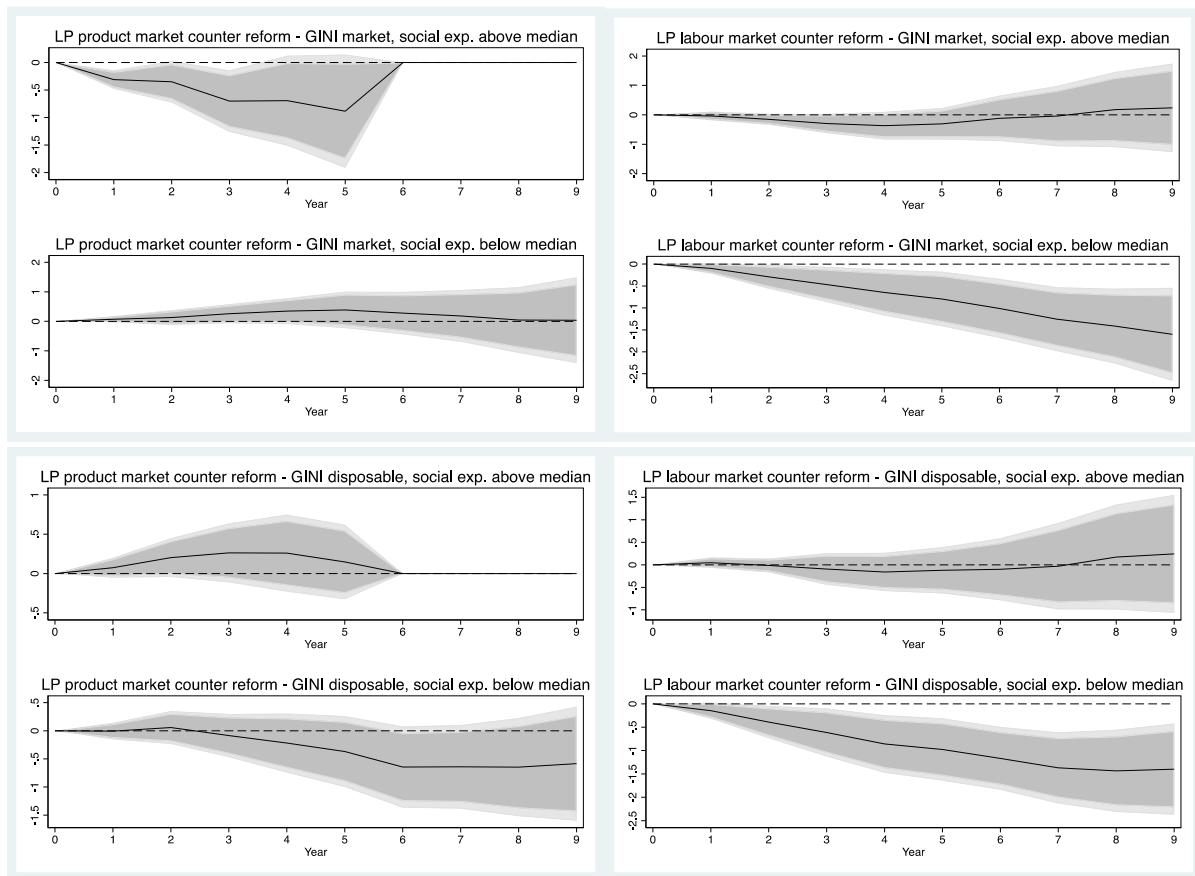 LP product market counter reform - GINI market, social exp. above median
0
-.5
-1
-1.5
-2
0 1 2 3 4 5 6 7 8 9
Year
LP product market counter reform - GINI market, social exp. below median
2
1
0
-1
-2
0 1 2 3 4 5 6 7 8 9
Year
LP labour market counter reform - GINI market, social exp. above median
2
1
0
-1
-2
0 1 2 3 4 5 6 7 8 9
Year
LP labour market counter reform - GINI market, social exp. below median
0
-.5
-1
-1.5
-2
-2.5
0 1 2 3 4 5 6 7 8 9
Year
LP product market counter reform - GINI disposable, social exp. above median
1
.5
0
-.5
0 1 2 3 4 5 6 7 8 9
Year
LP product market counter reform - GINI disposable, social exp. below median
.5
0
-.5
-1
-1.5
0 1 2 3 4 5 6 7 8 9
Year
LP labour market counter reform - GINI disposable, social exp. above median
1.5
1
.5
0
-.5
-1
0 1 2 3 4 5 6 7 8 9
Year
LP labour market counter reform - GINI disposable, social exp. below median
0
-.5
-1
-1.5
-2
-2.5
0 1 2 3 4 5 6 7 8 9
Year